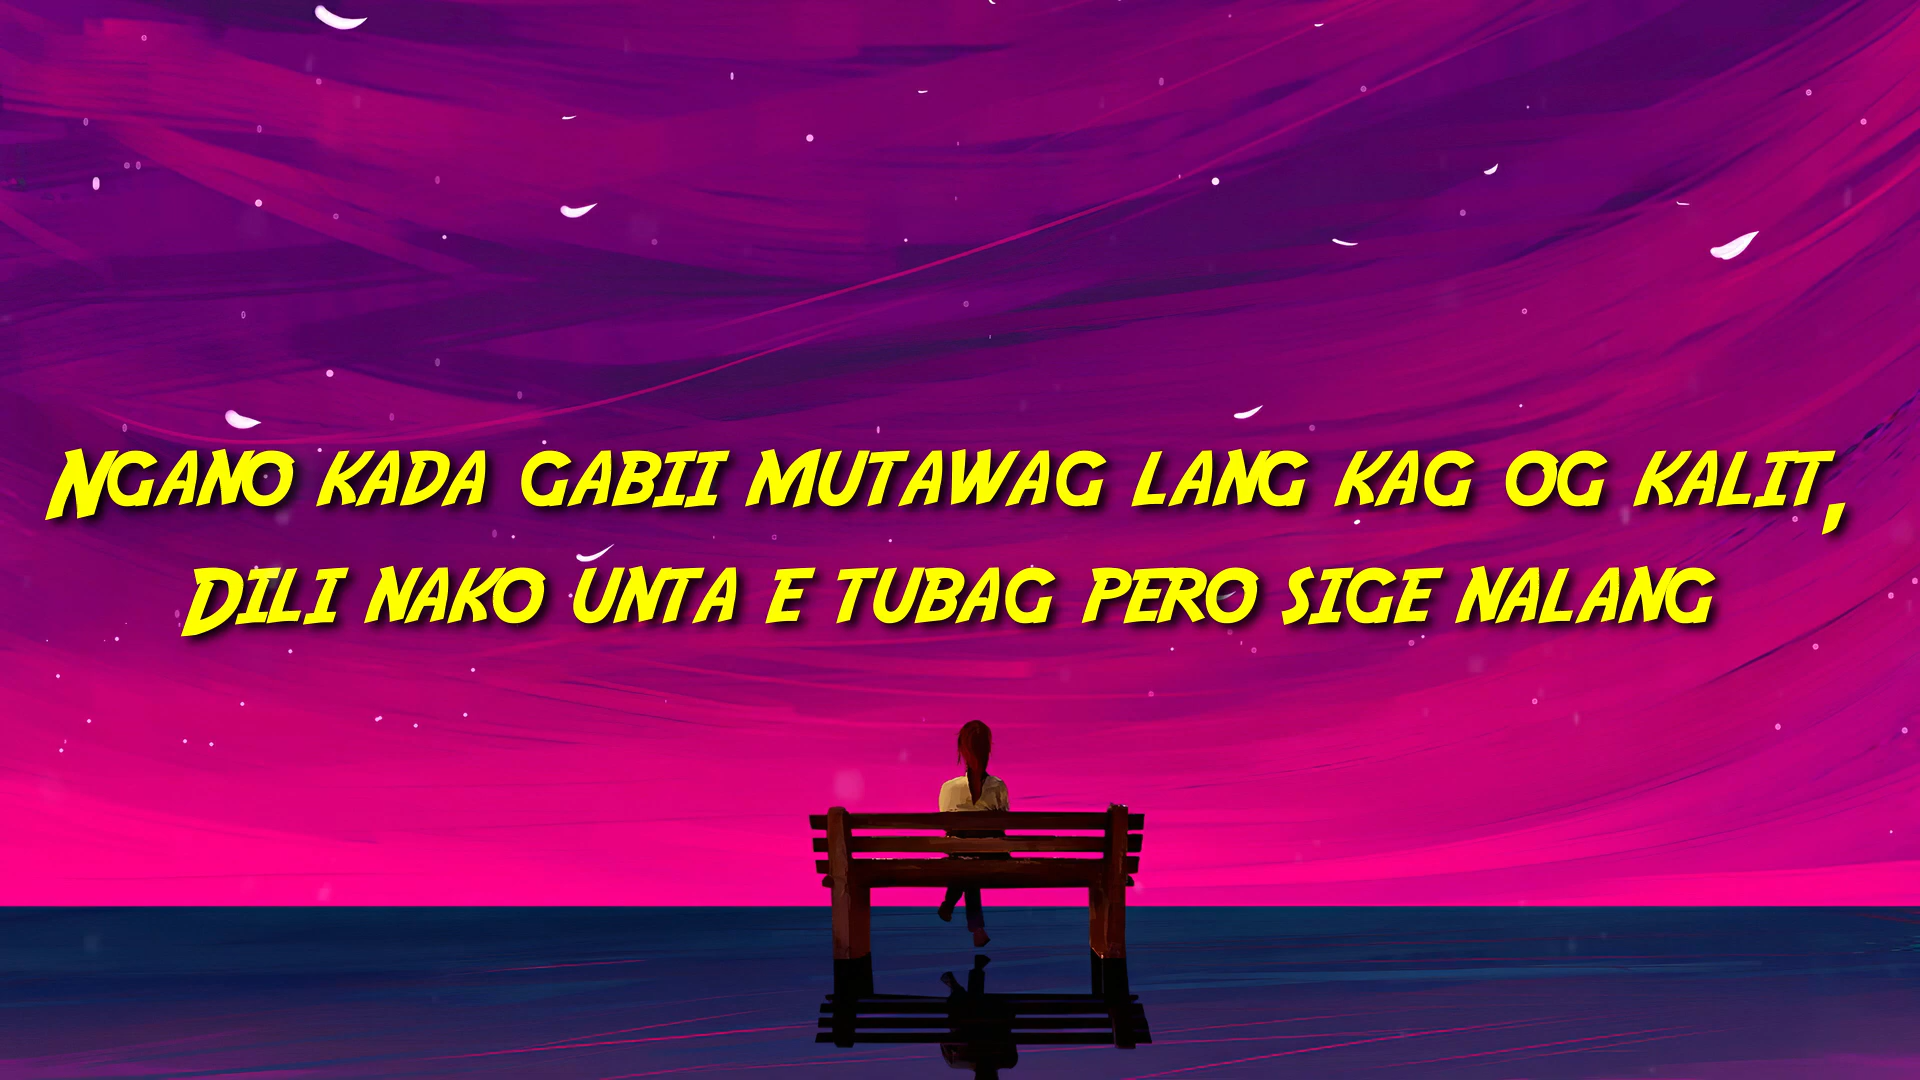 Ngano kada gabii mutawag lang kag og kalit,
Dili nako unta e tubag pero sige nalang